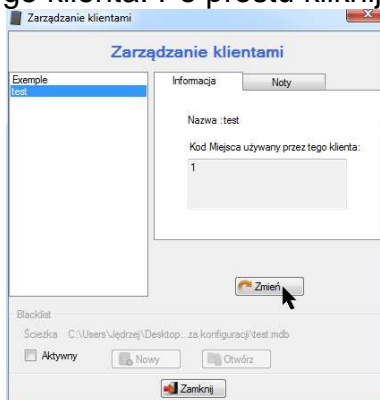 go klienta. Po prostu kliknij
Zarządzanie klientami
Zarządzanie klientami
Exemple
test
Informacja
Noty
Nazwa :test
Kod Miejsca używany przez tego klienta:
1
Zmień
Blacklist
Ścieżka C:\Users\Jędrzej\Desktop...za konfiguracji\test.mdb
Aktywny
Nowy
Otwórz
Zamknij